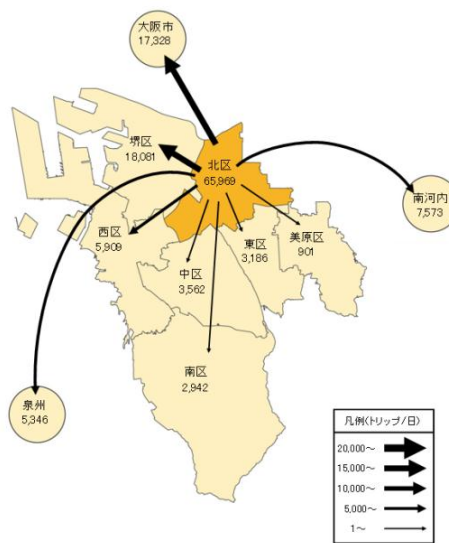 大阪市
17,328
堺区
18,081
北区
65,969
南河内
7,573
西区
5,909
中区
3,562
東区
3,186
美原区
901
南区
2,942
泉州
5,346
凡例(トリップ/日)
20,000～
15,000～
10,000～
5,000～
1～